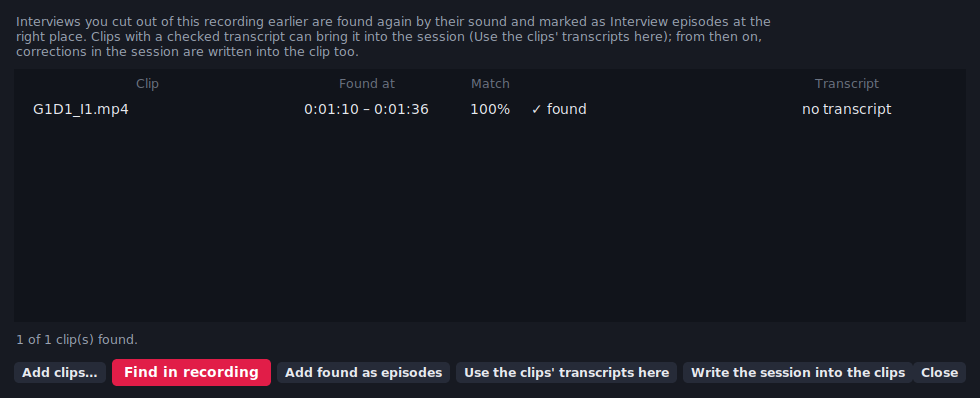 Interviews you cut out of this recording earlier are found again by their sound and marked as Interview episodes at the
right place. Clips with a checked transcript can bring it into the session (Use the clips' transcripts here); from then on,
corrections in the session are written into the clip too.
Clip Found at Match Transcript
G1D1_I1.mp4 0:01:10 – 0:01:36 100% ✓ found no transcript
1 of 1 clip(s) found.
Add clips... Find in recording Add found as episodes Use the clips' transcripts here Write the session into the clips Close